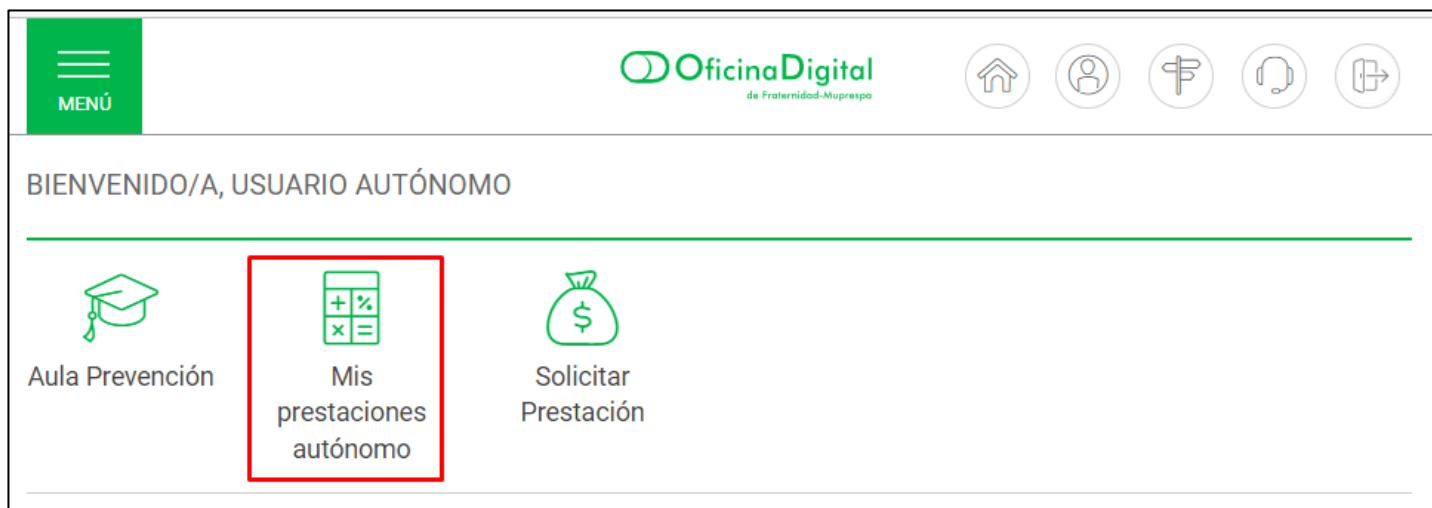 MENÚ
OficinaDigital
de Fraternidad-Muprespa
BIENVENIDO/A, USUARIO AUTÓNOMO
Aula Prevención
Mis
prestaciones
autónomo
Solicitar
Prestación